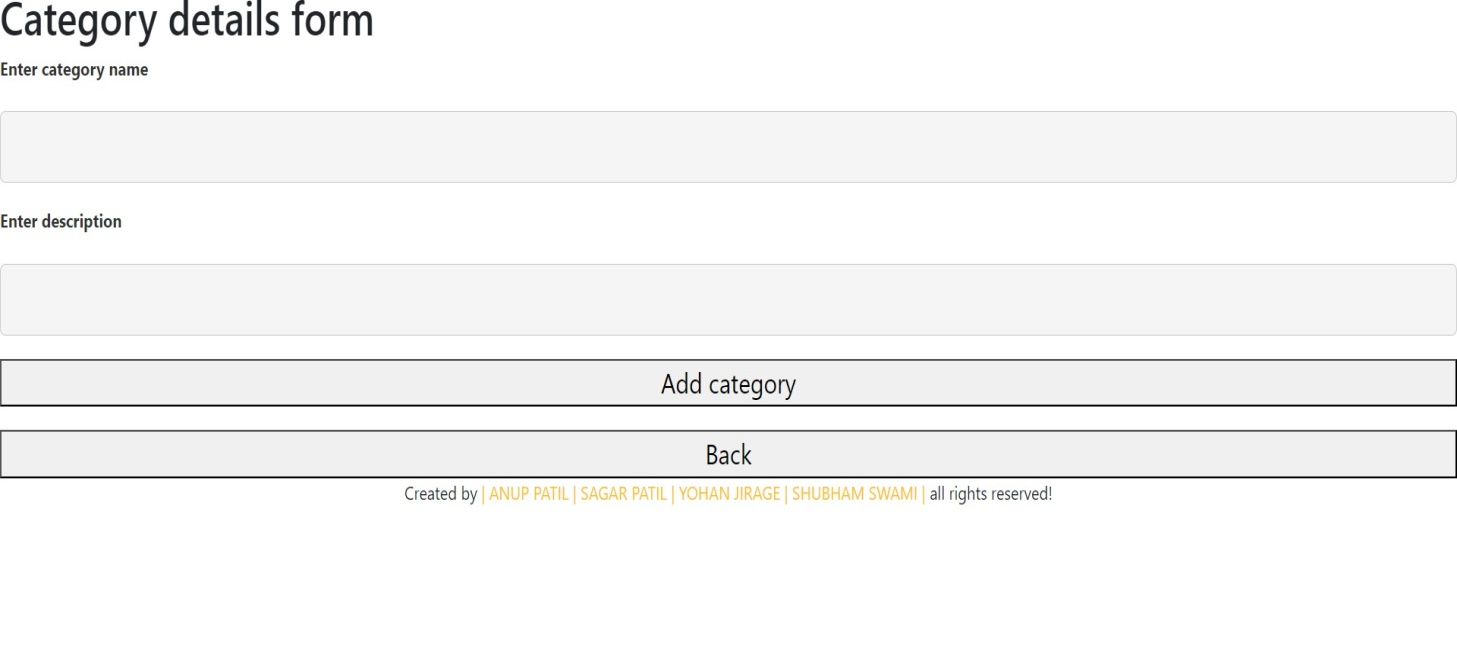 Category details form
Enter category name
Enter description
Add category
Back
Created by | ANUP PATIL | SAGAR PATIL | YOHAN JIRAGE | SHUBHAM SWAMI | all rights reserved!